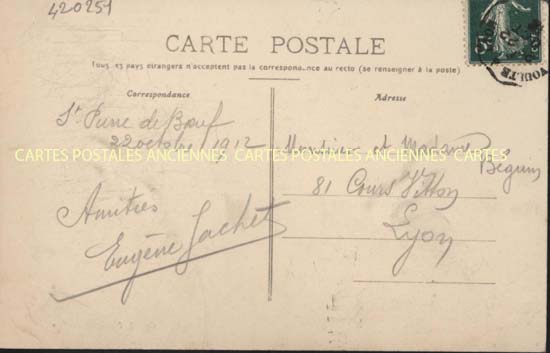 420251
CARTE POSTALE
Tous les pays étrangers n'acceptent pas la correspondance au recto (se renseigner à la poste)
Correspondance
Adresse
St Pierre de Bœuf
22 octobre 1912
Monsieur et Madame
Béguin
81 Cours Vitton
Lyon
Amitiés
Eugène Gachet
CARTES POSTALES ANCIENNES CARTES POSTALES ANCIENNES CARTES
VOULTE